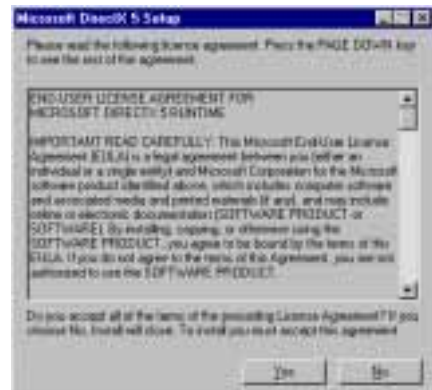 Microsoft DirectX 5 Setup
Please read the following license agreement. Press the PAGE DOWN key
to see the rest of the agreement.
END-USER LICENSE AGREEMENT FOR
MICROSOFT DIRECTX 5 RUNTIME
IMPORTANT READ CAREFULLY: This Microsoft End-User License
Agreement (EULA) is a legal agreement between you (either an
individual or a single entity) and Microsoft Corporation for the Microsoft
software product identified above, which includes computer software
and associated media and printed materials (if any), and may include
online or electronic documentation (SOFTWARE PRODUCT or
SOFTWARE). By installing, copying, or otherwise using the
SOFTWARE PRODUCT, you agree to be bound by the terms of this
EULA. If you do not agree to the terms of this Agreement, you are not
authorized to use the SOFTWARE PRODUCT.
Do you accept all of the terms of the preceding License Agreement? If you
choose No, Install will close. To install you must accept this agreement
Yes
No